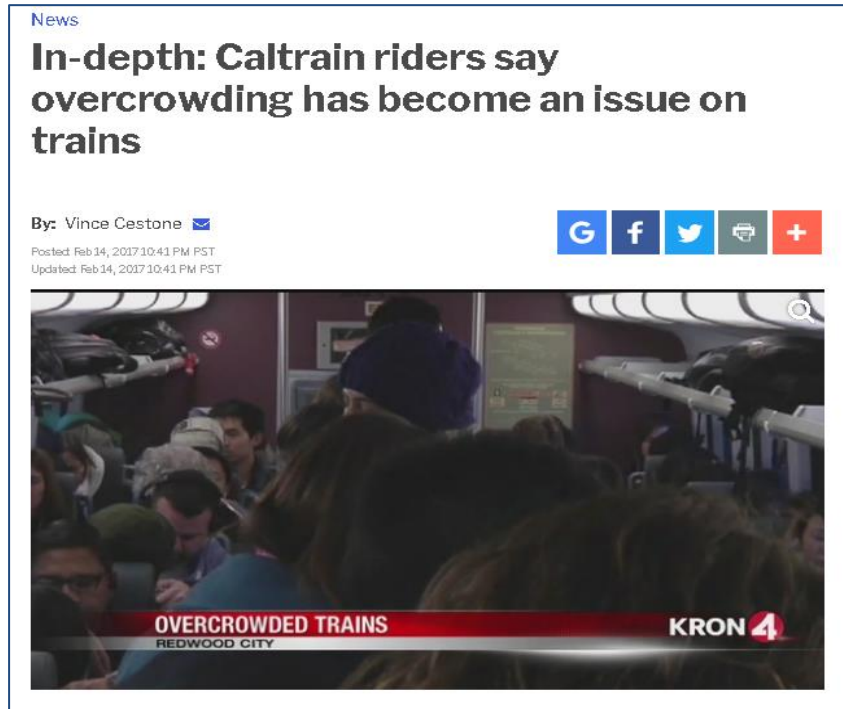 News
In-depth: Caltrain riders say
overcrowding has become an issue on
trains
By: Vince Cestone
Posted: Feb 14, 2017 10:41 PM PST
Updated: Feb 14, 2017 10:41 PM PST
G f +
OVERCROWDED TRAINS
REDWOOD CITY
KRON 4